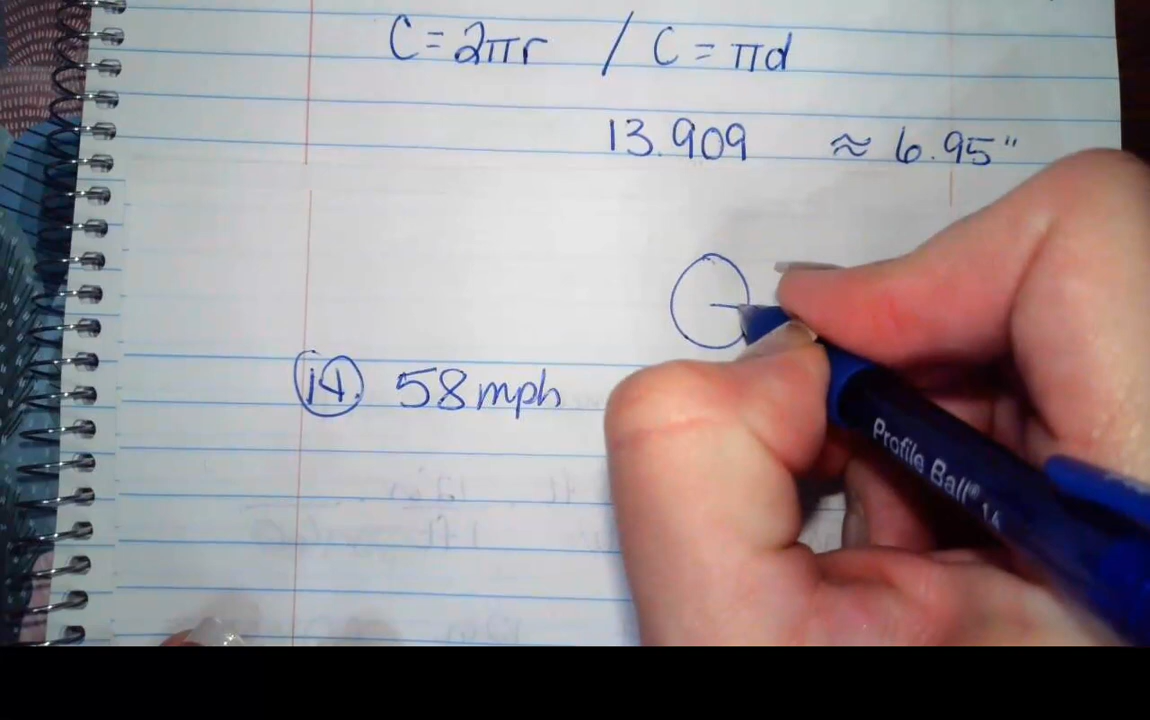 C = 2πr / C = πd
13.909 ≈ 6.95"
14. 58 mph
Profile Ball®